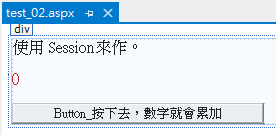 test_02.aspx
div
使用 Session來作。
0
Button_按下去，數字就會累加